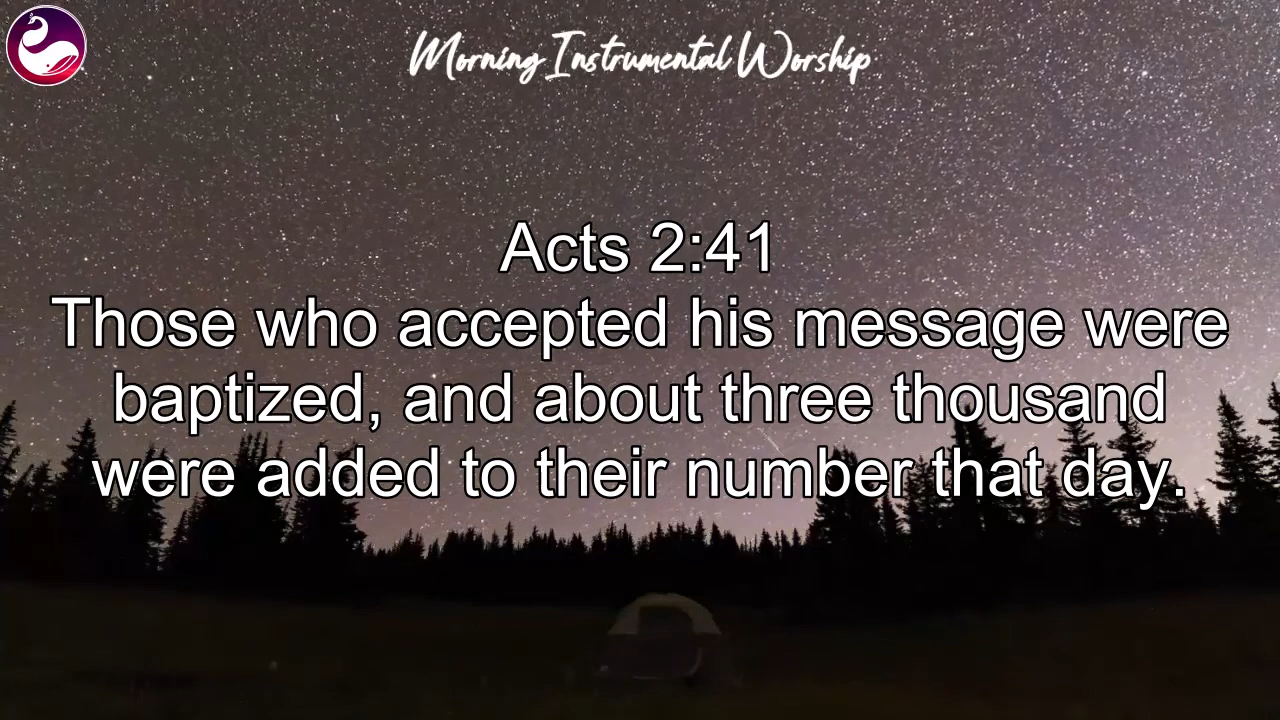 Morning Instrumental Worship
Acts 2:41
Those who accepted his message were
baptized, and about three thousand
were added to their number that day.